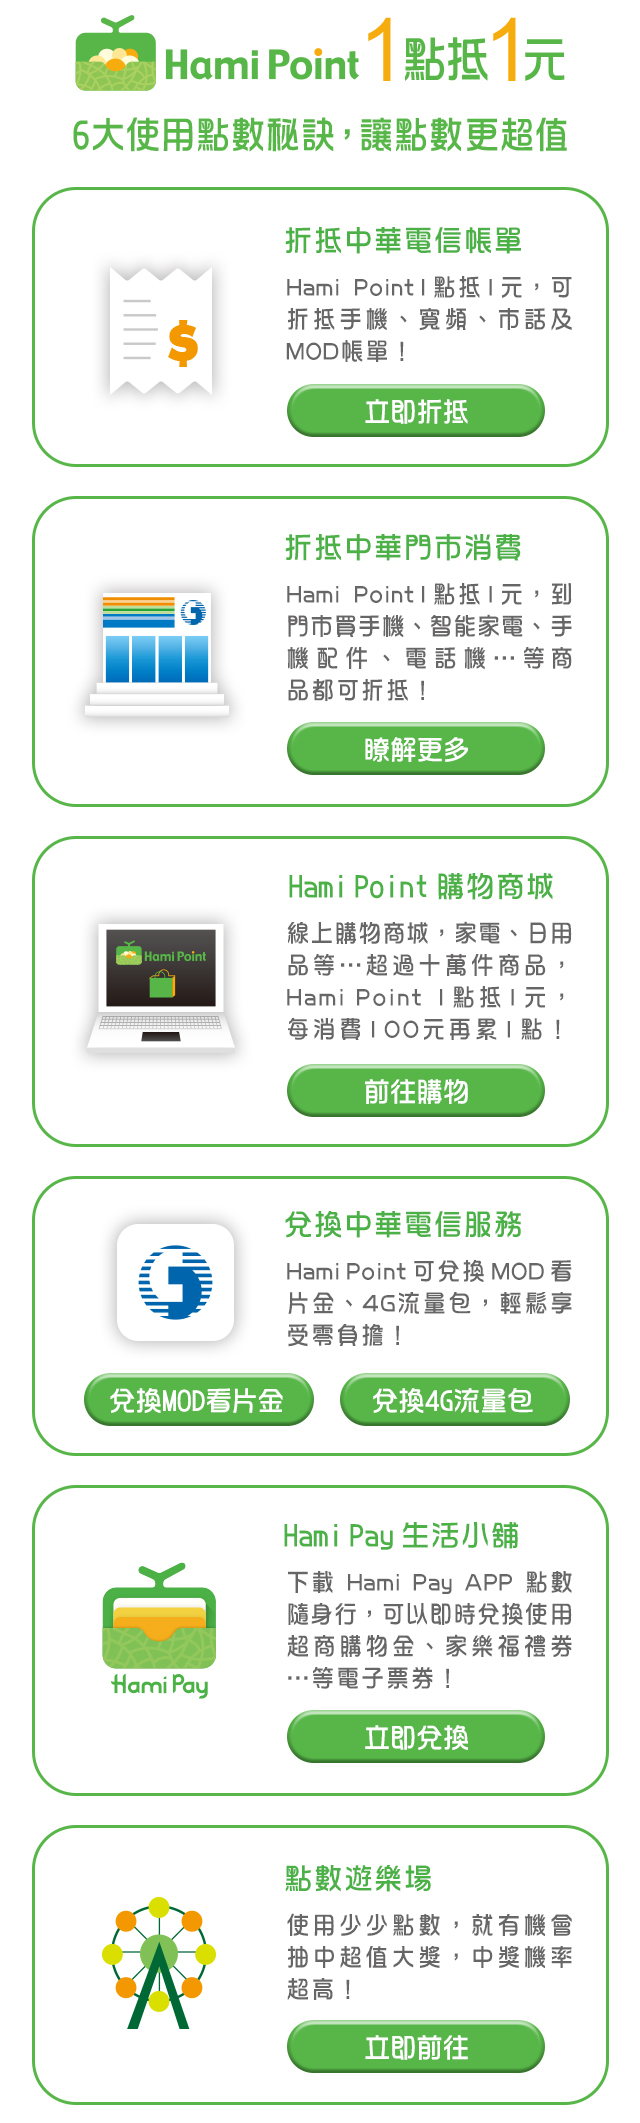 Hami Point 1點抵1元
6大使用點數秘訣，讓點數更超值
折抵中華電信帳單
Hami Point 1點抵1元，可
折抵手機、寬頻、市話及
MOD帳單！
$
立即折抵
折抵中華門市消費
Hami Point 1點抵1元，到
門市買手機、智能家電、手
機配件、電話機…等商
品都可折抵！
瞭解更多
Hami Point 購物商城
線上購物商城，家電、日用
品等…超過十萬件商品，
Hami Point 1點抵1元，
每消費100元再累1點！
Hami Point
前往購物
兌換中華電信服務
Hami Point 可兌換 MOD 看
片金、4G流量包，輕鬆享
受零負擔！
兌換MOD看片金
兌換4G流量包
Hami Pay 生活小舖
下載 Hami Pay APP 點數
隨身行，可以即時兌換使用
超商購物金、家樂福禮券
…等電子票券！
Hami Pay
立即兌換
點數遊樂場
使用少少點數，就有機會
抽中超值大獎，中獎機率
超高！
立即前往